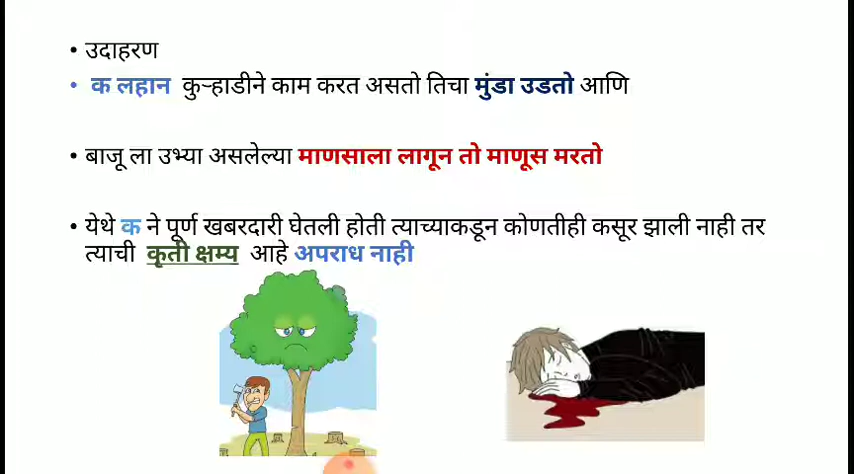 • उदाहरण
• क लहान कुऱ्हाडीने काम करत असतो तिचा मुंडा उडतो आणि
• बाजू ला उभ्या असलेल्या माणसाला लागून तो माणूस मरतो
• येथे क ने पूर्ण खबरदारी घेतली होती त्याच्याकडून कोणतीही कसूर झाली नाही तर
त्याची कृती क्षम्य आहे अपराध नाही